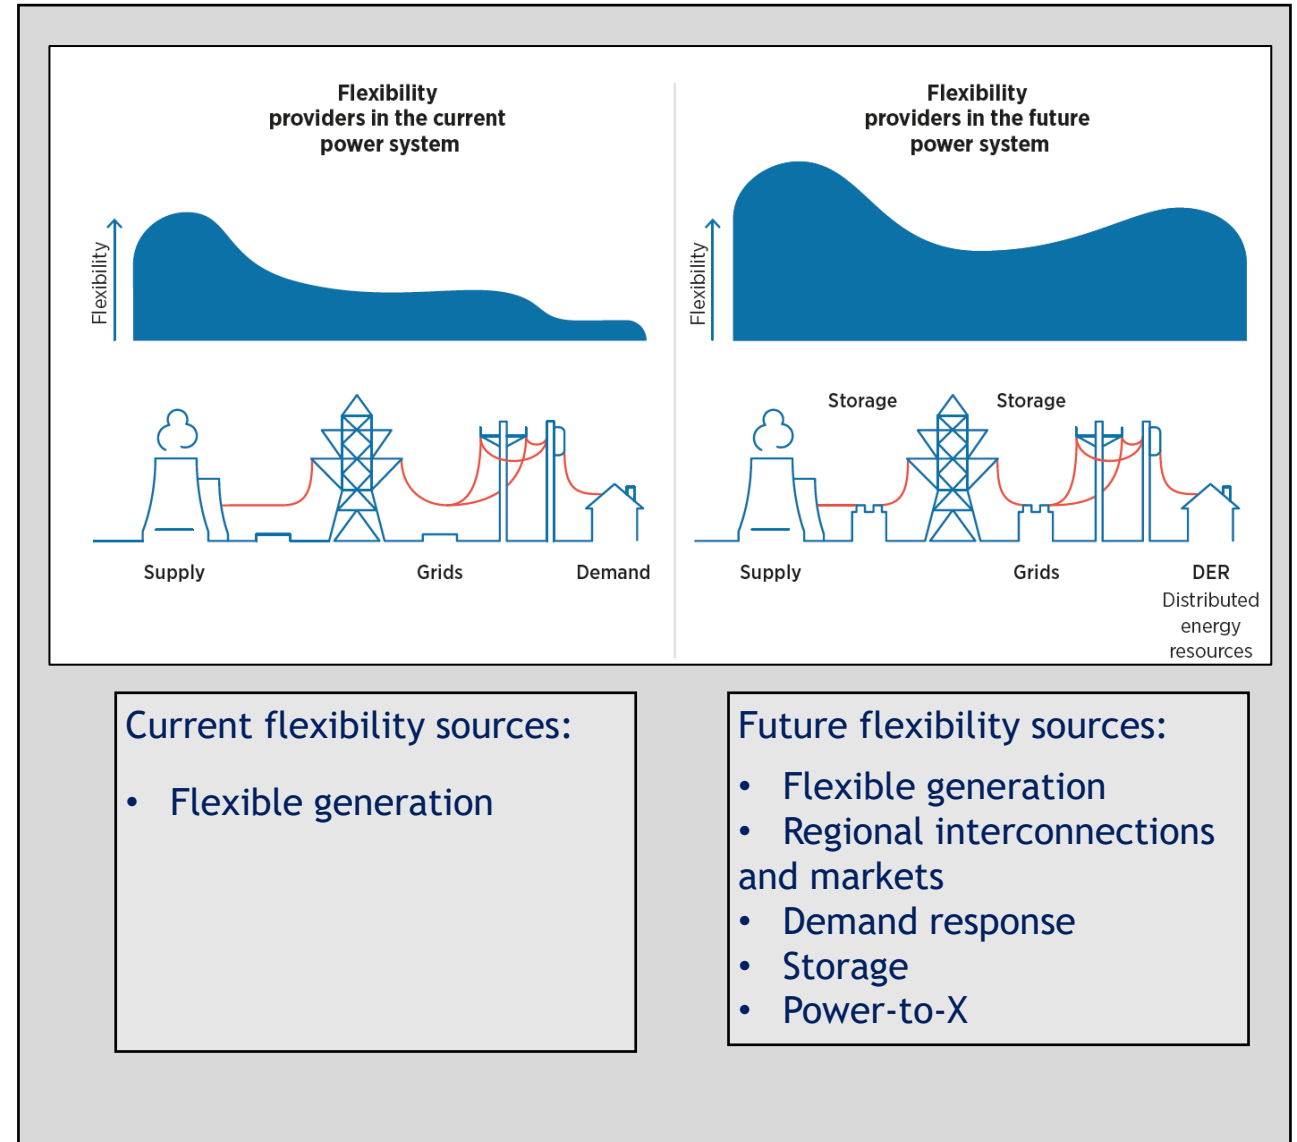 Flexibility
providers in the current
power system
Flexibility
Supply
Grids
Demand
Flexibility
providers in the future
power system
Flexibility
Storage
Storage
Supply
Grids
DER
Distributed
energy
resources
Current flexibility sources:
• Flexible generation
Future flexibility sources:
• Flexible generation
• Regional interconnections
and markets
• Demand response
• Storage
• Power-to-X